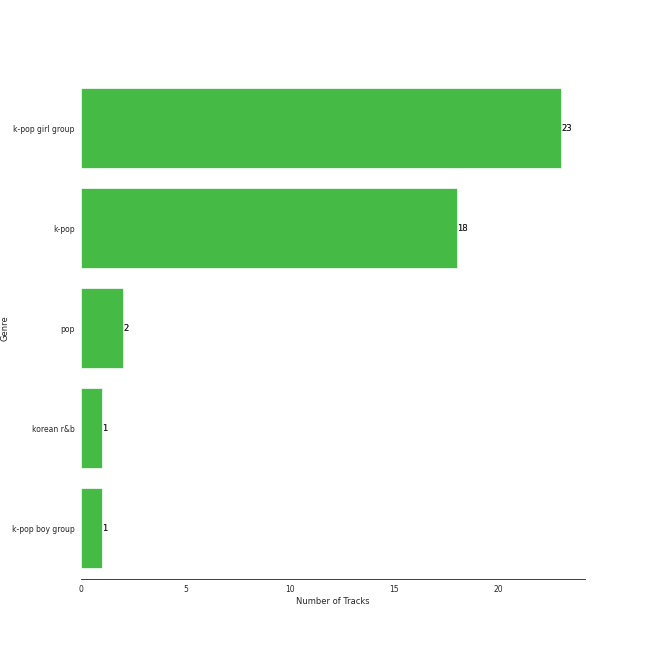 k-pop girl group
23
k-pop
18
pop
2
korean r&b
1
k-pop boy group
1
Genre
0
5
10
15
20
Number of Tracks